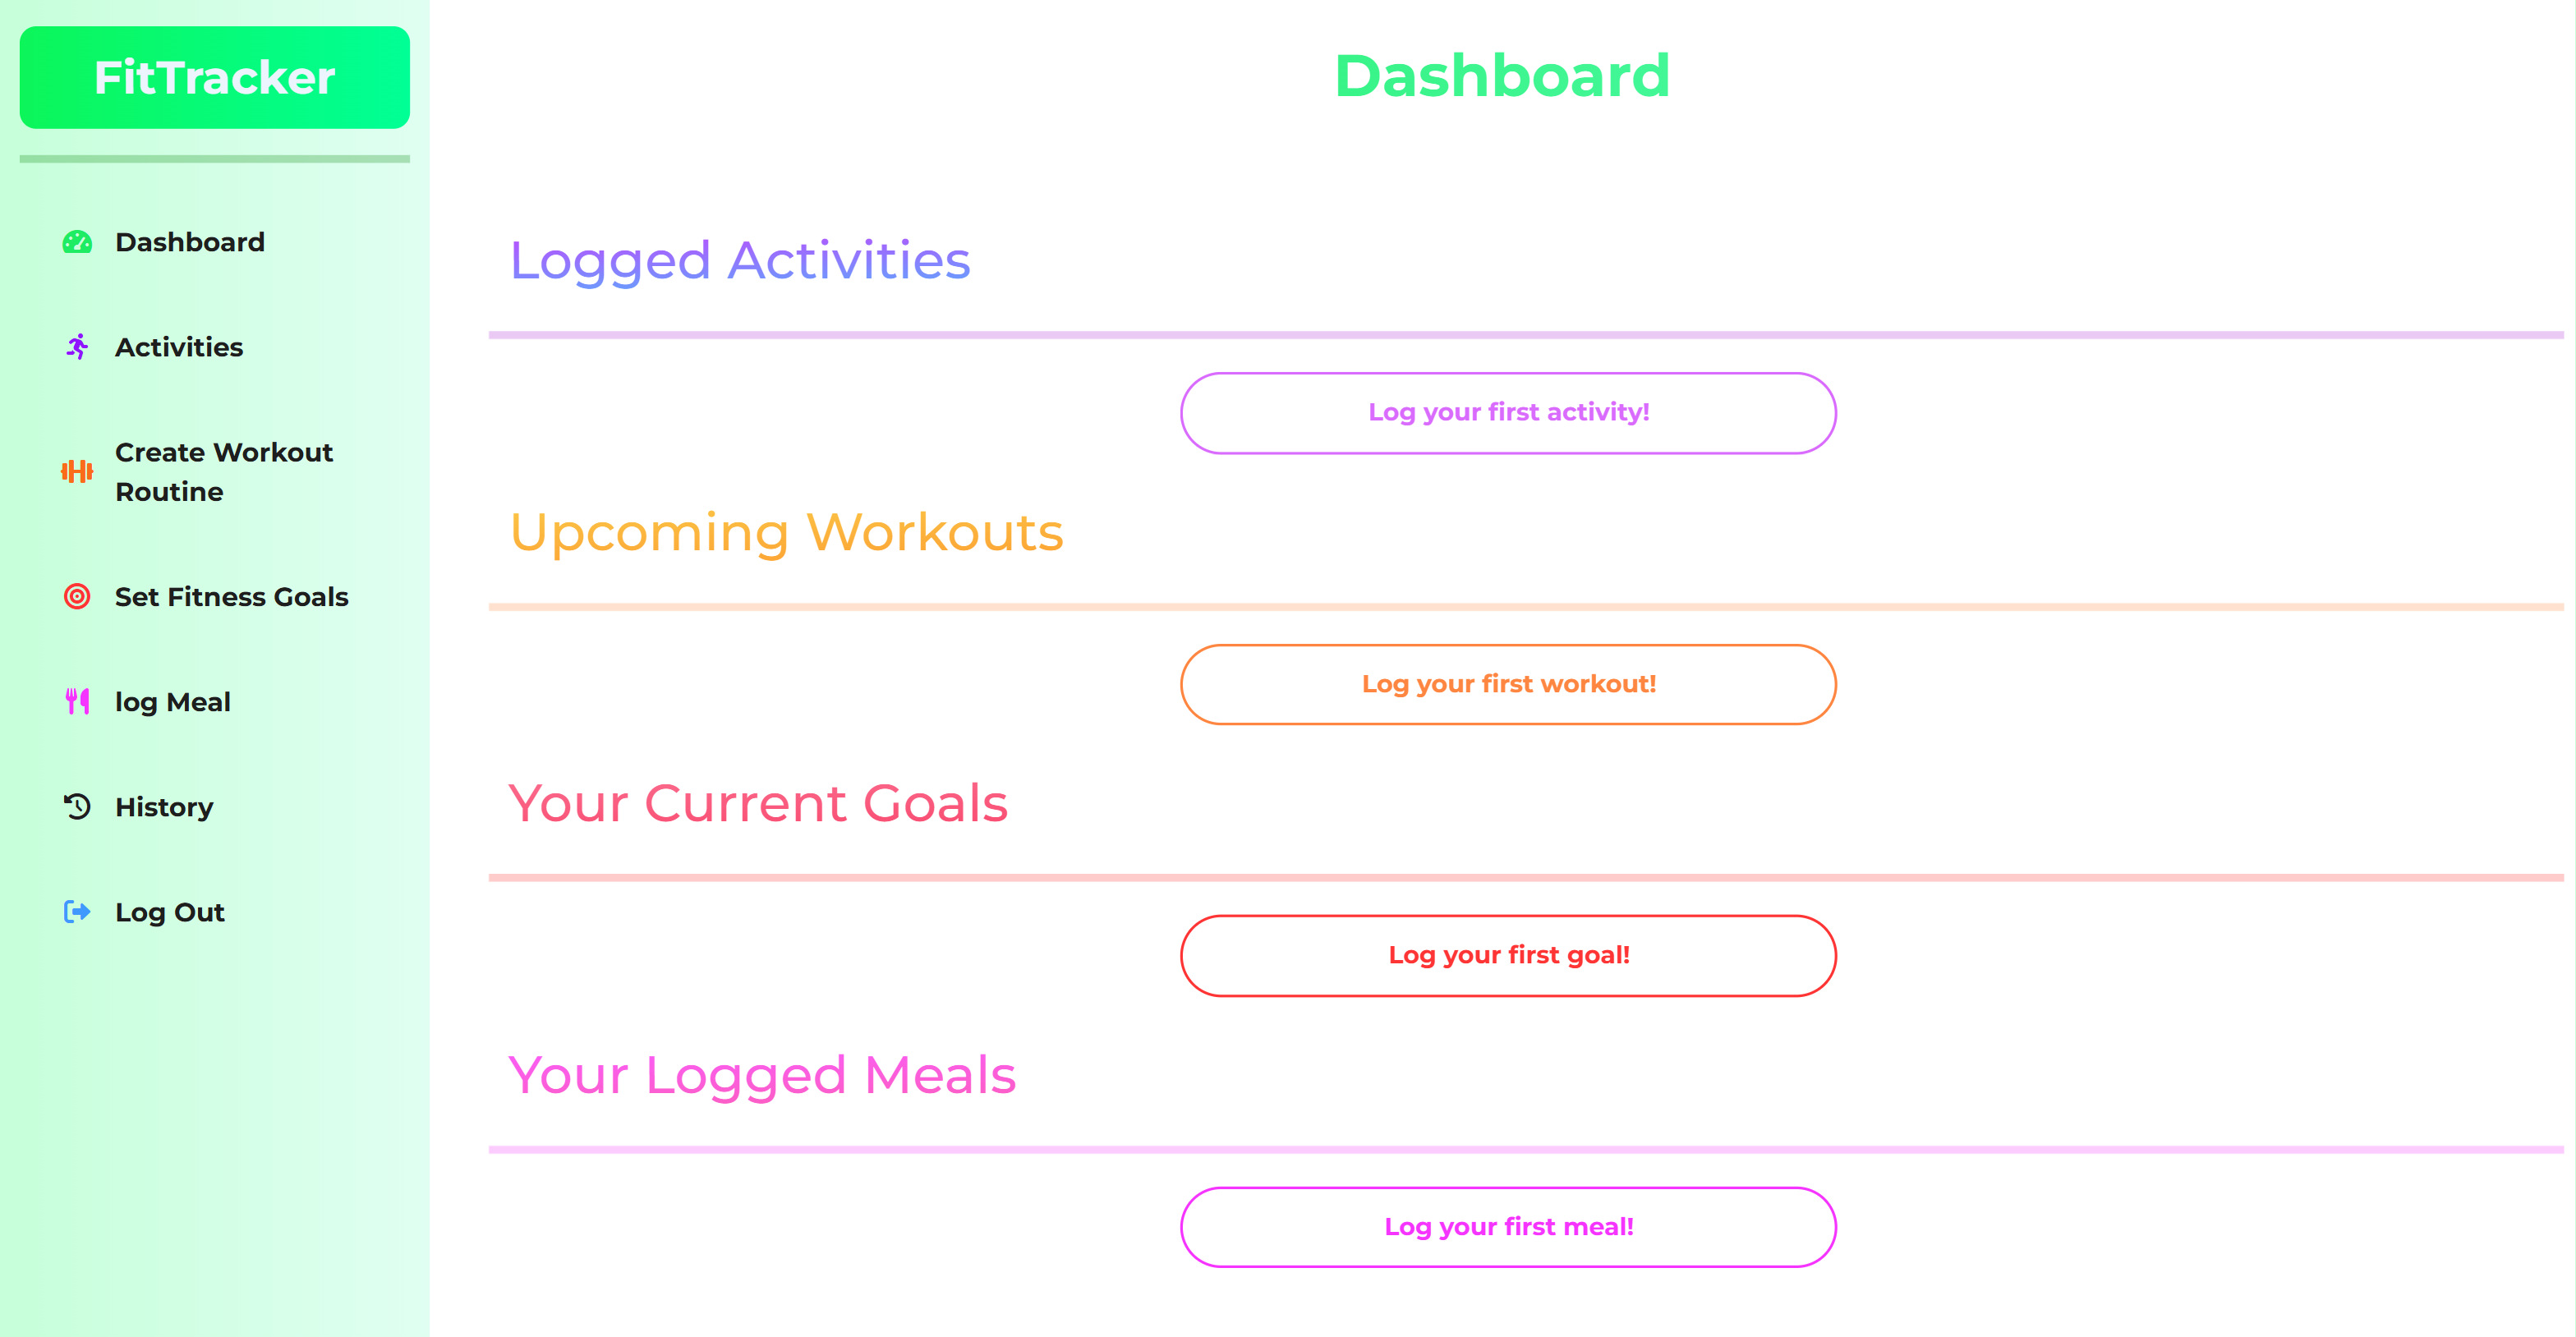 FitTracker
Dashboard
Activities
Create Workout
Routine
Set Fitness Goals
log Meal
History
Log Out
Dashboard
Logged Activities
Log your first activity!
Upcoming Workouts
Log your first workout!
Your Current Goals
Log your first goal!
Your Logged Meals
Log your first meal!